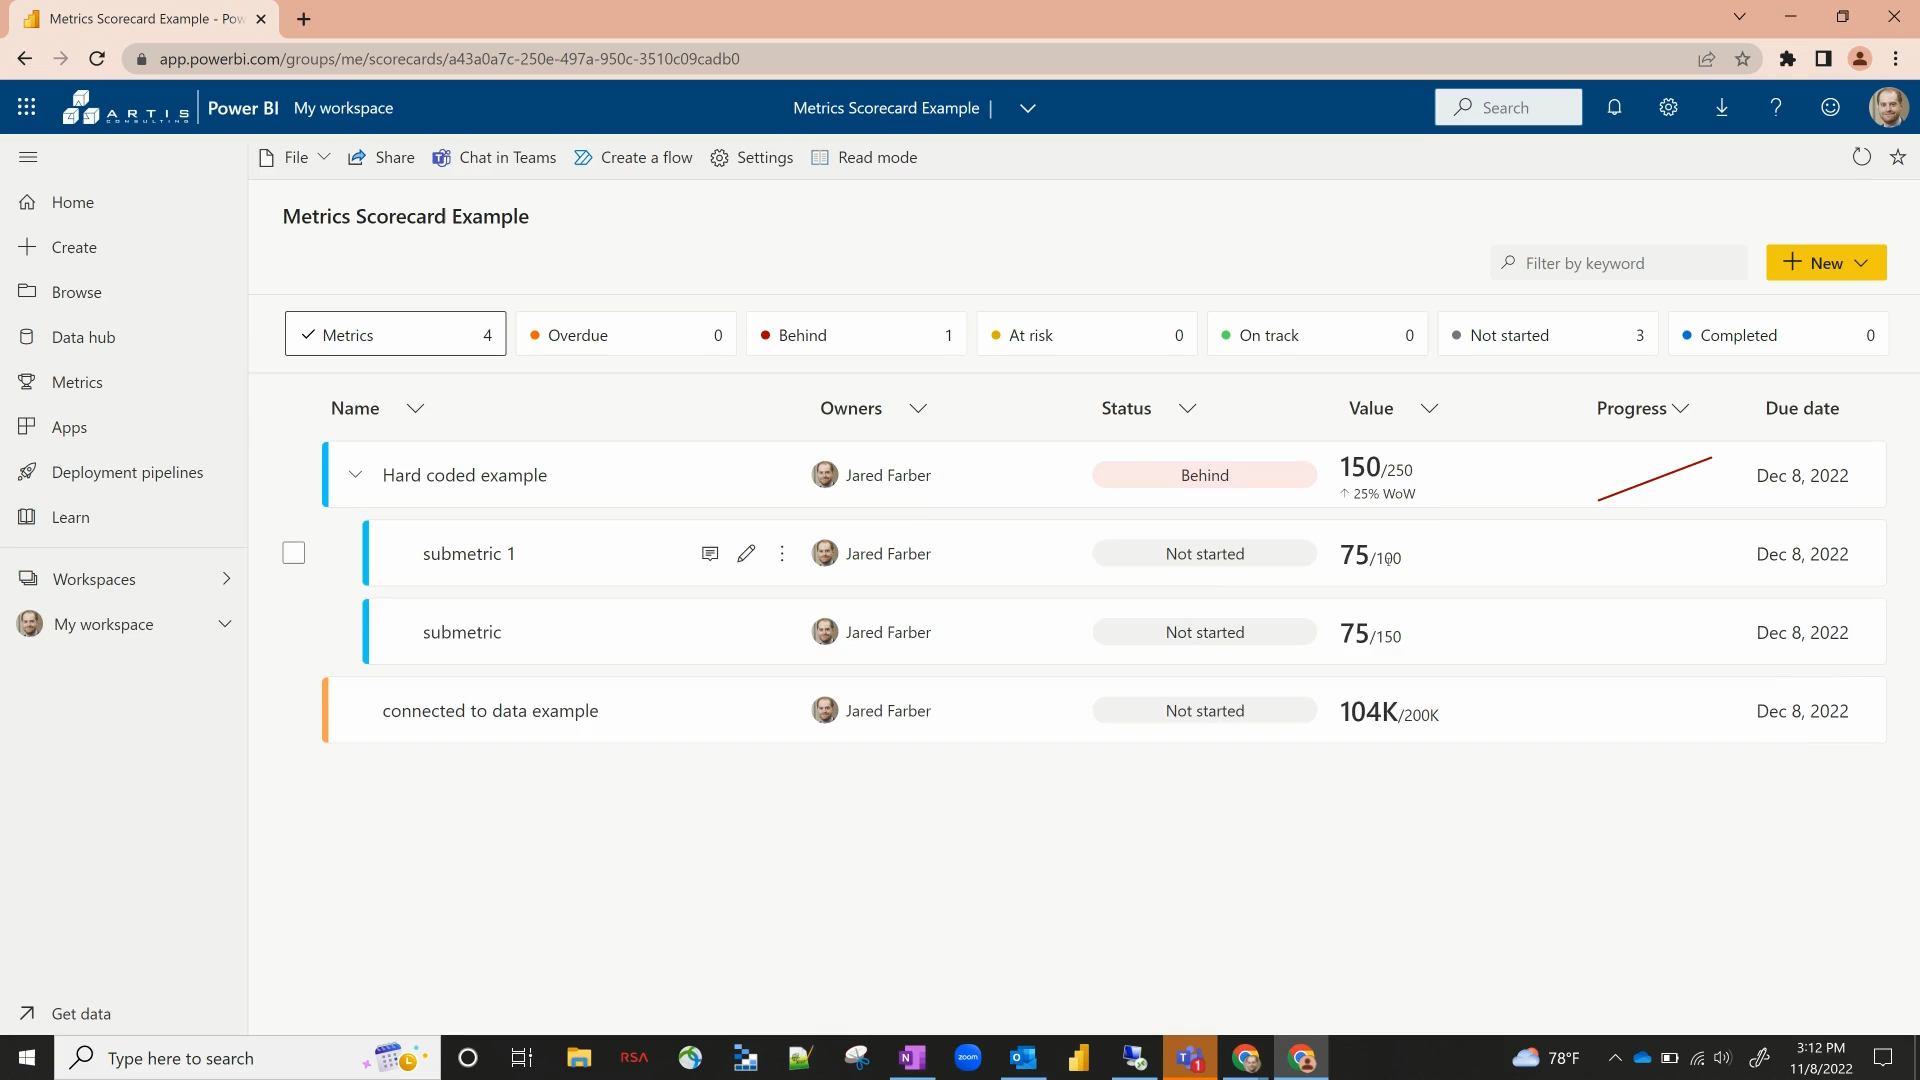 Metrics Scorecard Example - Pow
app.powerbi.com/groups/me/scorecards/a43a0a7c-250e-497a-950c-3510c09cadb0
ARTIS
CONSULTING
Power BI
My workspace
Metrics Scorecard Example |
Search
File
Share
Chat in Teams
Create a flow
Settings
Read mode
Home
Create
Browse
Data hub
Metrics
Apps
Deployment pipelines
Learn
Workspaces
My workspace
Get data
Metrics Scorecard Example
Filter by keyword
New
Metrics 4
Overdue 0
Behind 1
At risk 0
On track 0
Not started 3
Completed 0
Name Owners Status Value Progress Due date
Hard coded example Jared Farber Behind 150/250 Dec 8, 2022
↑ 25% WoW
submetric 1 Jared Farber Not started 75/100 Dec 8, 2022
submetric Jared Farber Not started 75/150 Dec 8, 2022
connected to data example Jared Farber Not started 104K/200K Dec 8, 2022
Type here to search
RSA
N
zoom
1
78°F
3:12 PM
11/8/2022